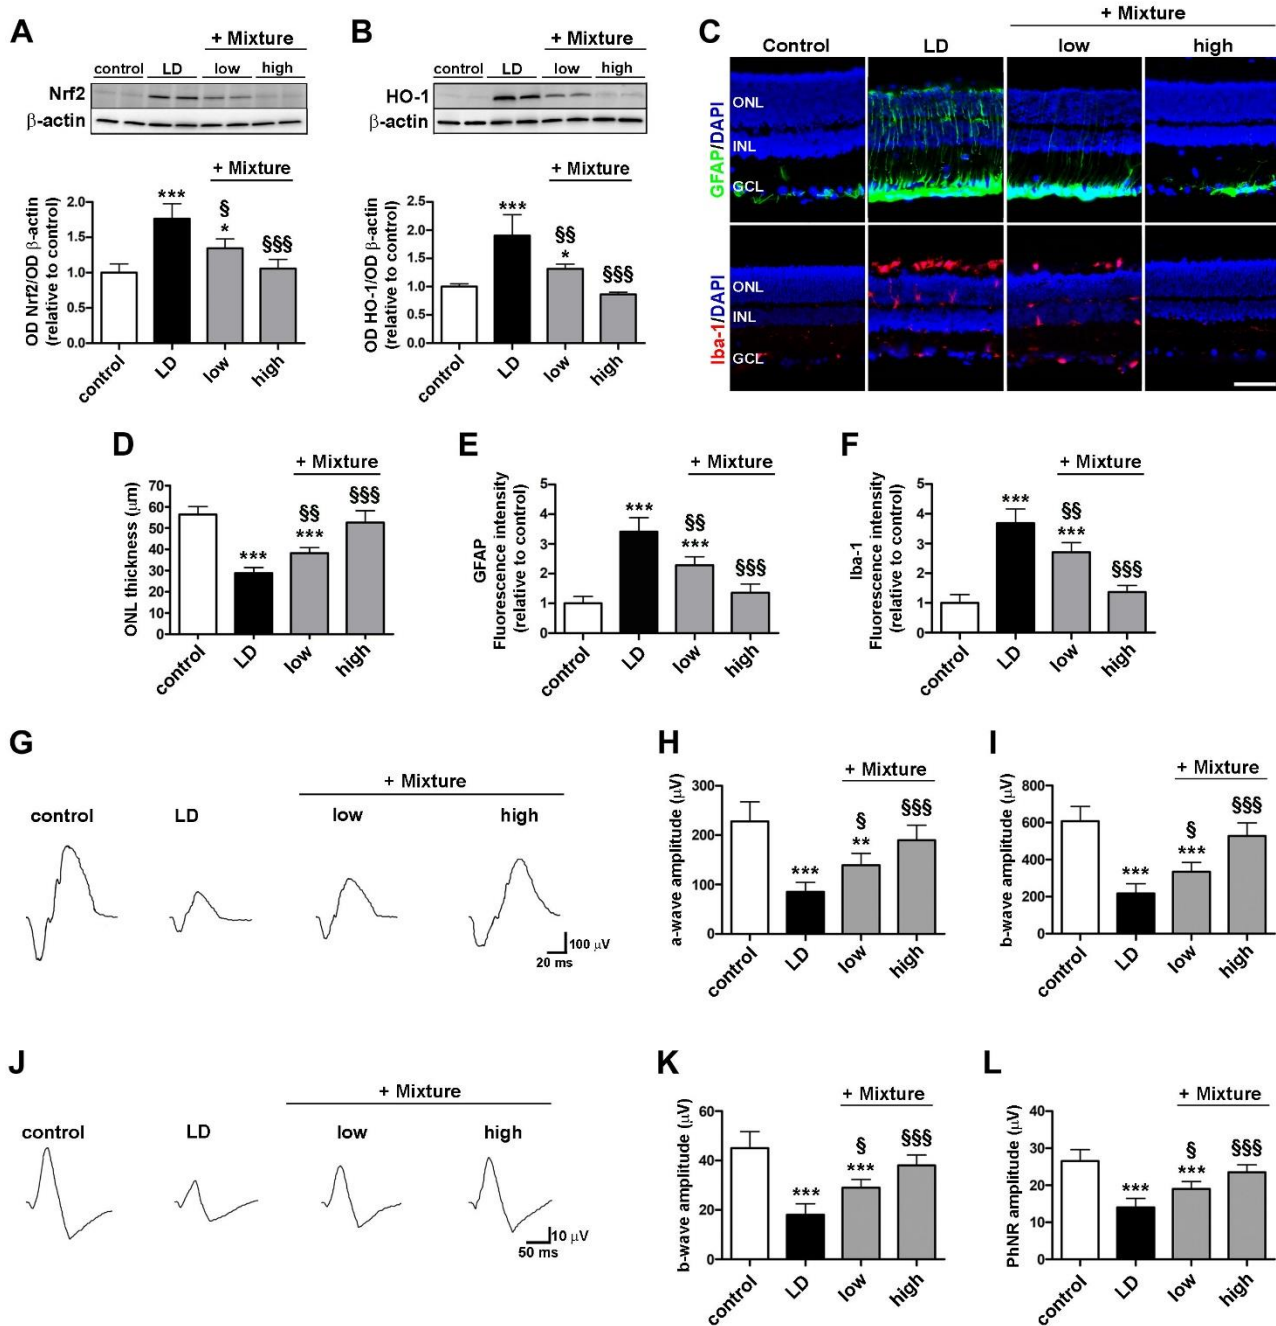 A
+ Mixture
control LD low high
Nrf2
β-actin
+ Mixture
OD Nrf2/OD β-actin
(relative to control)
2.0
1.5
1.0
0.5
0.0
***
§
*
§§§
control LD low high
B
+ Mixture
control LD low high
HO-1
β-actin
+ Mixture
OD HO-1/OD β-actin
(relative to control)
2.5
2.0
1.5
1.0
0.5
0.0
***
§§
*
§§§
control LD low high
C
+ Mixture
Control LD low high
GFAP/DAPI
ONL
INL
GCL
Iba-1/DAPI
ONL
INL
GCL
D
+ Mixture
ONL thickness (μm)
70
60
50
40
30
20
10
0
***
§§
***
§§§
control LD low high
E
+ Mixture
GFAP
Fluorescence intensity
(relative to control)
5
4
3
2
1
0
***
§§
***
§§§
control LD low high
F
+ Mixture
Iba-1
Fluorescence intensity
(relative to control)
5
4
3
2
1
0
***
§§
***
§§§
control LD low high
G
+ Mixture
control LD low high
100 μV
20 ms
H
+ Mixture
a-wave amplitude (μV)
300
200
100
0
***
§
**
§§§
control LD low high
I
+ Mixture
b-wave amplitude (μV)
800
600
400
200
0
***
§
***
§§§
control LD low high
J
+ Mixture
control LD low high
10 μV
50 ms
K
+ Mixture
b-wave amplitude (μV)
60
40
20
0
***
§
***
§§§
control LD low high
L
+ Mixture
PhNR amplitude (μV)
40
30
20
10
0
***
§
***
§§§
control LD low high